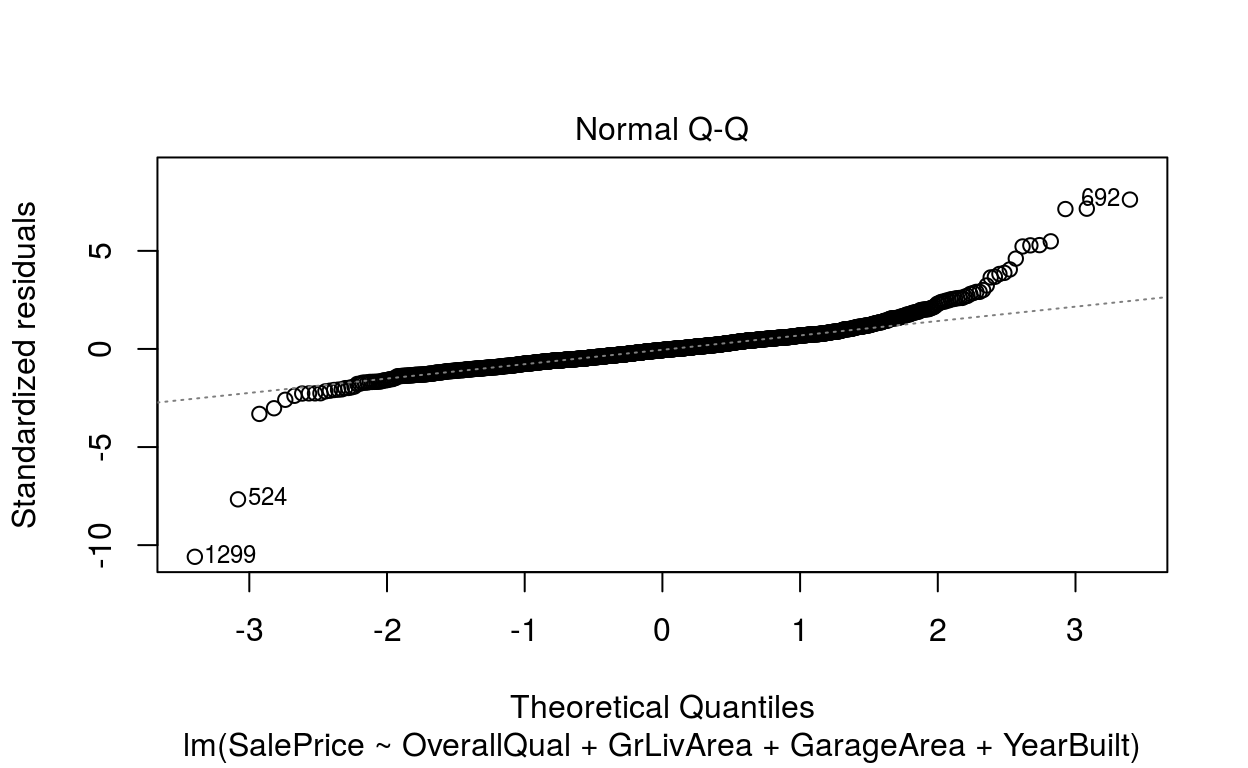 Normal Q-Q
Standardized residuals
5
0
-5
-10
692
524
1299
-3 -2 -1 0 1 2 3
Theoretical Quantiles
lm(SalePrice ~ OverallQual + GrLivArea + GarageArea + YearBuilt)